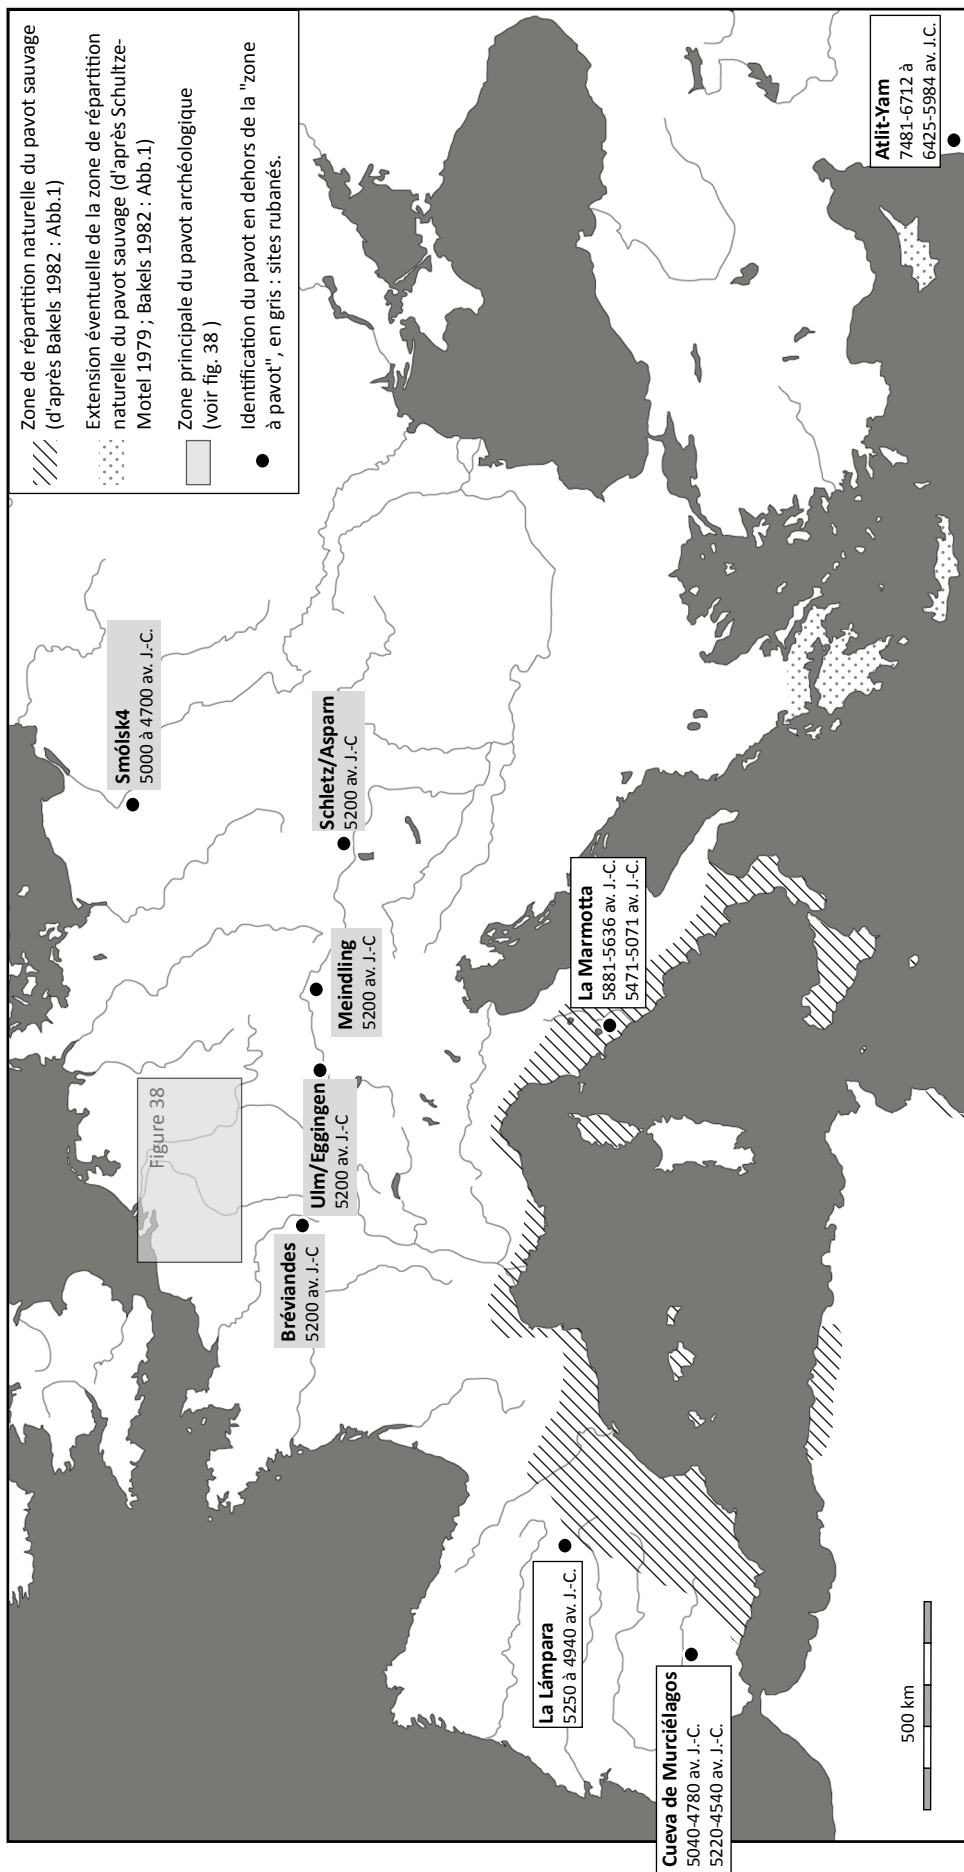 Zone de répartition naturelle du pavot sauvage
(d'après Bakels 1982 : Abb.1)
Extension éventuelle de la zone de répartition
naturelle du pavot sauvage (d'après Schultze-
Motel 1979 ; Bakels 1982 : Abb.1)
Zone principale du pavot archéologique
(voir fig. 38 )
Identification du pavot en dehors de la "zone
à pavot", en gris : sites rubanés.
Smólsk4
5000 à 4700 av. J.-C.
Figure 38
Schletz/Asparn
5200 av. J.-C
Meindling
5200 av. J.-C
Ulm/Eggingen
5200 av. J.-C
Bréviandes
5200 av. J.-C
La Marmotta
5881-5636 av. J.-C.
5471-5071 av. J.-C.
La Lámpara
5250 à 4940 av. J.-C.
Cueva de Murciélagos
5040-4780 av. J.-C.
5220-4540 av. J.-C.
Atlit-Yam
7481-6712 à
6425-5984 av. J.C.
500 km